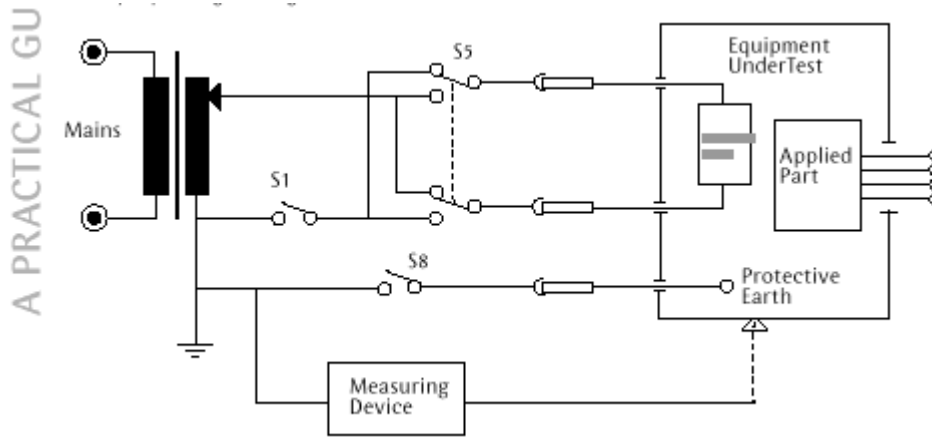 A PRACTICAL GU
Mains
S1
S5
S8
Equipment
UnderTest
Applied
Part
Protective
Earth
Measuring
Device